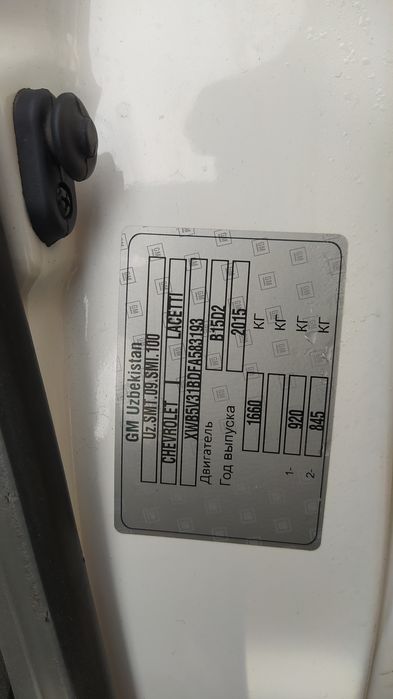 GM Uzbekistan
Uz.SMT.09.SMI.100
CHEVROLET J LACETTI
XWB5V31BDFA583193
Двигатель B15D2
Год выпуска 2015
1660 КГ
КГ
1- 920 КГ
2- 845 КГ